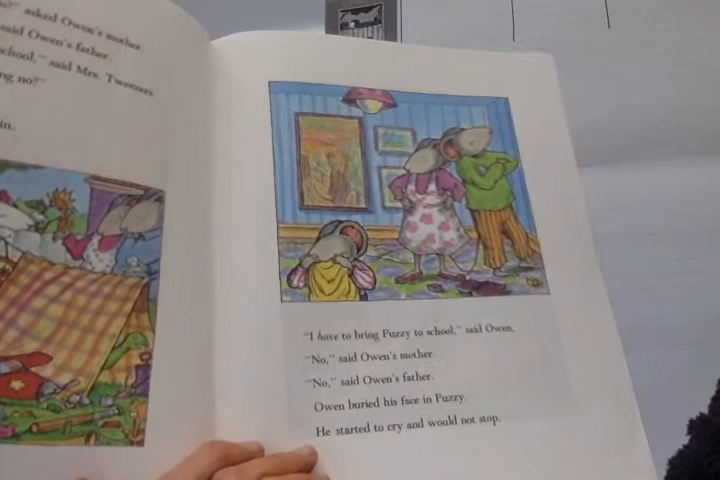 asked Owen's mother.
said Owen's father.
school," said Mrs. Tweezers.
no?"
in.
"I have to bring Fuzzy to school," said Owen.
"No," said Owen's mother.
"No," said Owen's father.
Owen buried his face in Fuzzy.
He started to cry and would not stop.